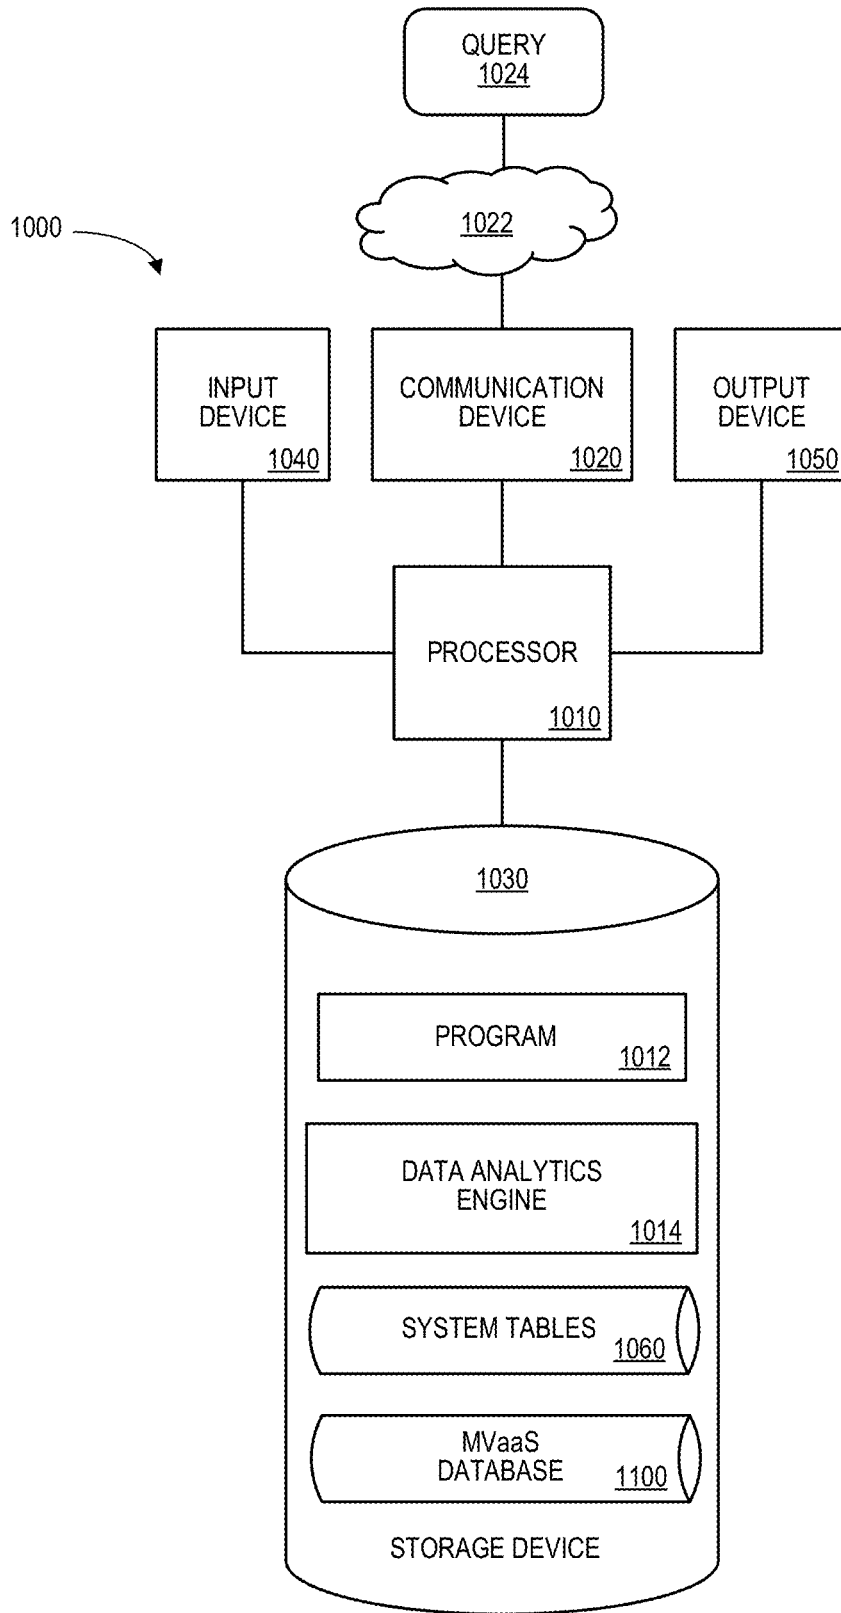 QUERY
1024
1022
1000
INPUT
DEVICE
1040
COMMUNICATION
DEVICE
1020
OUTPUT
DEVICE
1050
PROCESSOR
1010
1030
PROGRAM
1012
DATA ANALYTICS
ENGINE
1014
SYSTEM TABLES
1060
MVaaS
DATABASE
1100
STORAGE DEVICE